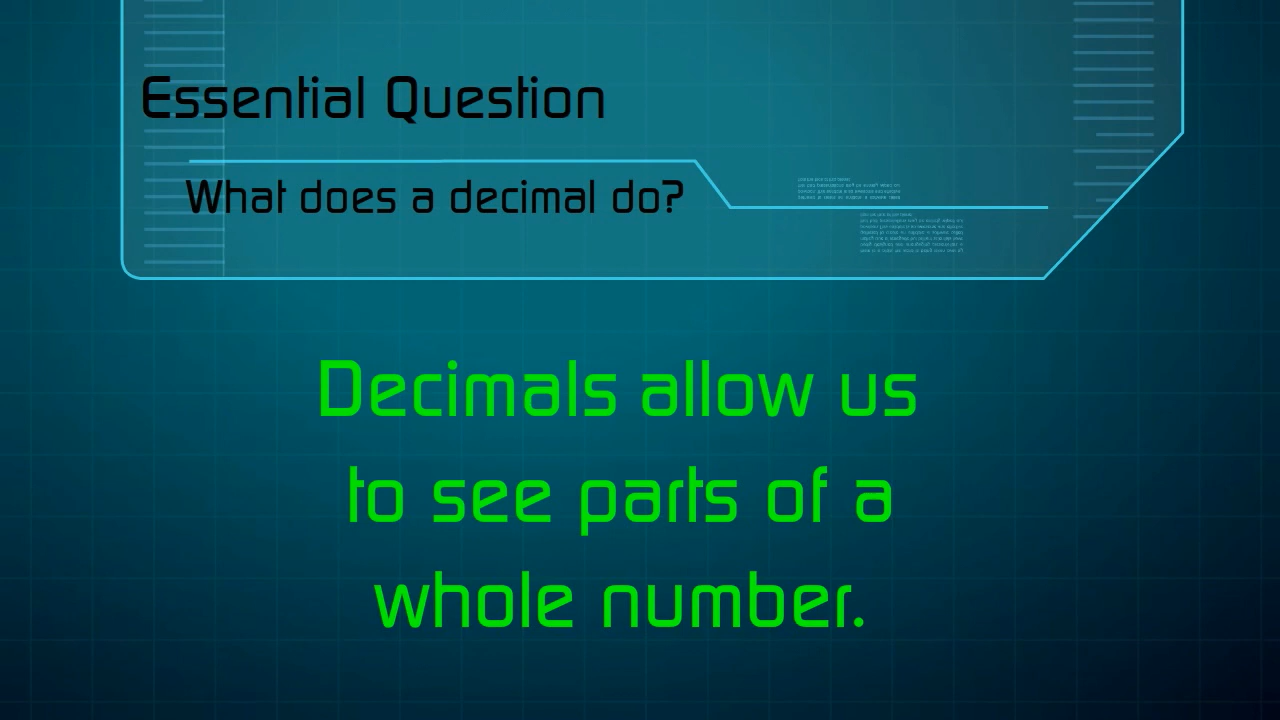 Essential Question
What does a decimal do?
Decimals allow us
to see parts of a
whole number.